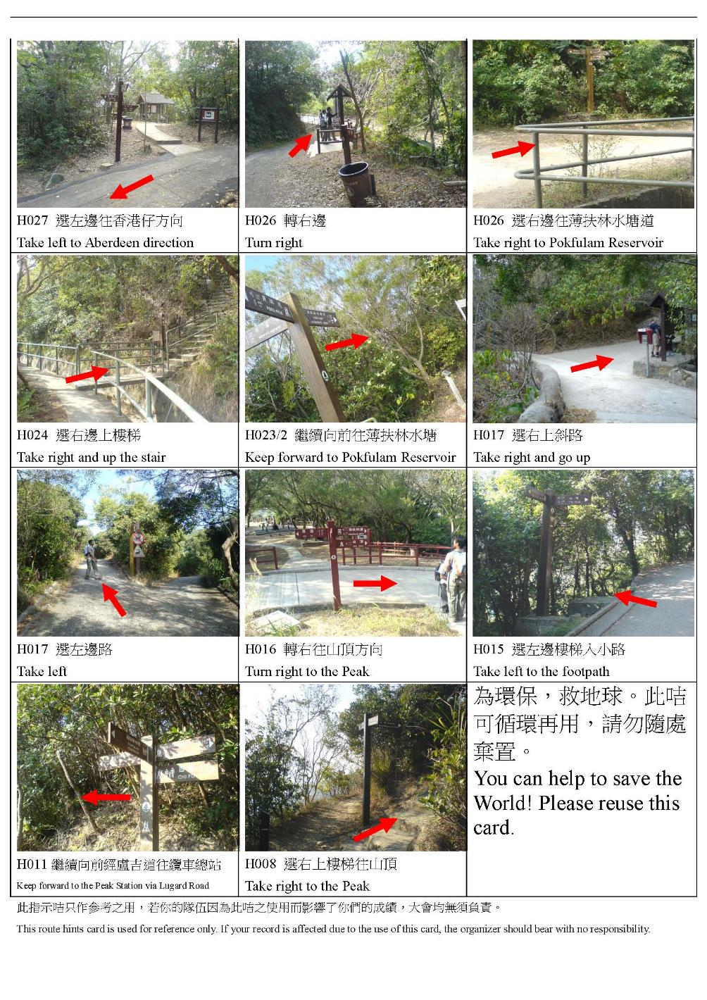 H027 選左邊往香港仔方向
Take left to Aberdeen direction
H026 轉右邊
Turn right
H026 選右邊往薄扶林水塘道
Take right to Pokfulam Reservoir
H024 選右邊上樓梯
Take right and up the stair
H023/2 繼續向前往薄扶林水塘
Keep forward to Pokfulam Reservoir
H017 選右上斜路
Take right and go up
H017 選左邊路
Take left
H016 轉右往山頂方向
Turn right to the Peak
H015 選左邊樓梯入小路
Take left to the footpath
CHI FU
H011 繼續向前經盧吉道往纜車總站
Keep forward to the Peak Station via Lugard Road
H008 選右上樓梯往山頂
Take right to the Peak
為環保，救地球。此咭
可循環再用，請勿隨處
棄置。
You can help to save the
World! Please reuse this
card.
此指示咭只作參考之用，若你的隊伍因為此咭之使用而影響了你們的成績，大會均無須負責。
This route hints card is used for reference only. If your record is affected due to the use of this card, the organizer should bear with no responsibility.